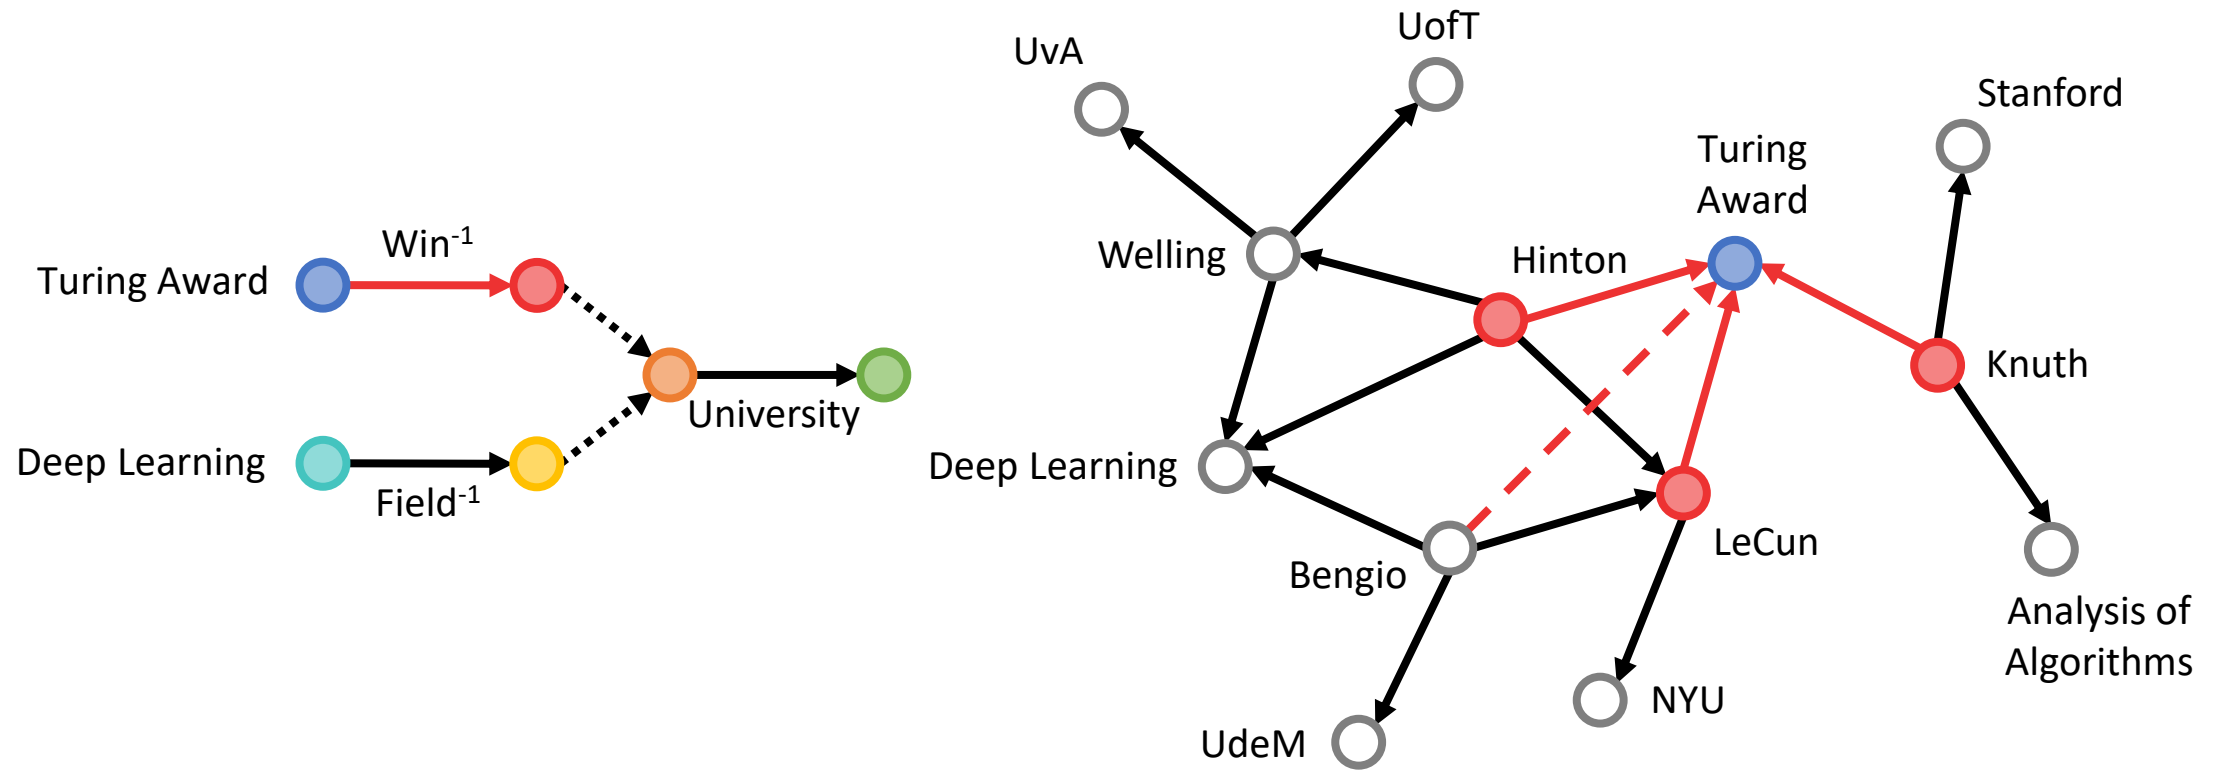 Turing Award
Win-1
University
Deep Learning
Field-1
UvA
UofT
Stanford
Turing
Award
Welling
Hinton
Knuth
Deep Learning
LeCun
Bengio
Analysis of
Algorithms
NYU
UdeM